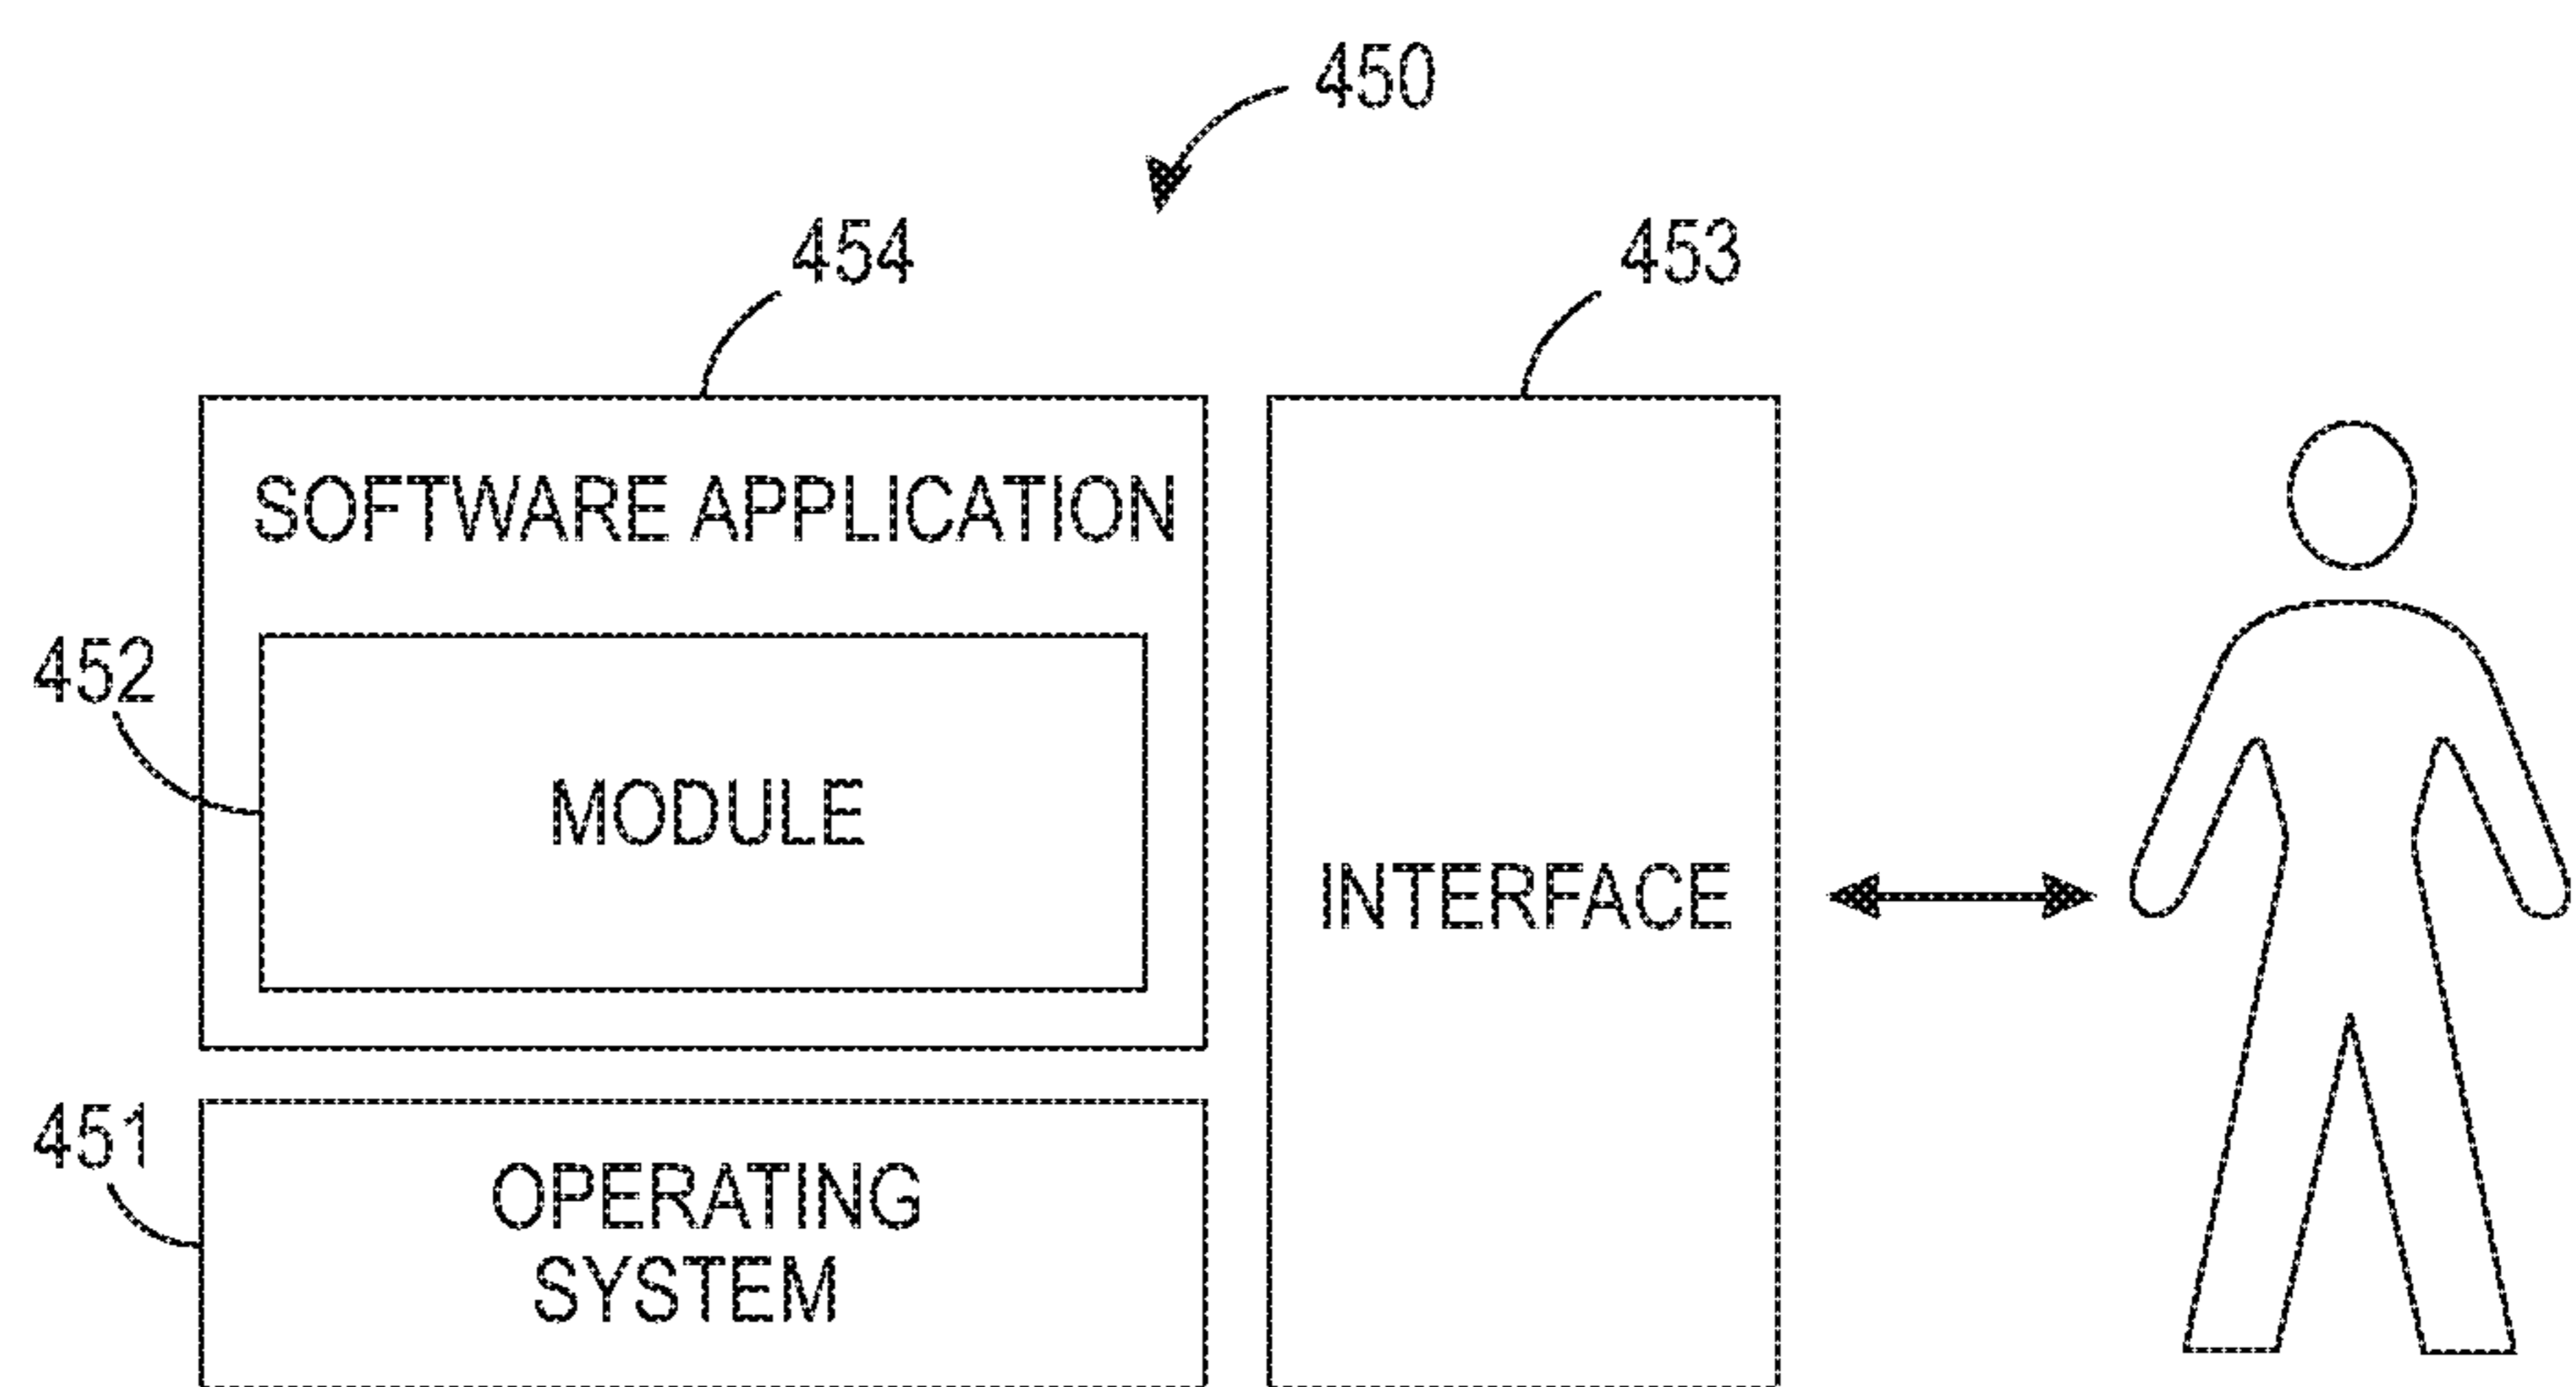 450
454
453
SOFTWARE APPLICATION
452
MODULE
INTERFACE
451
OPERATING
SYSTEM